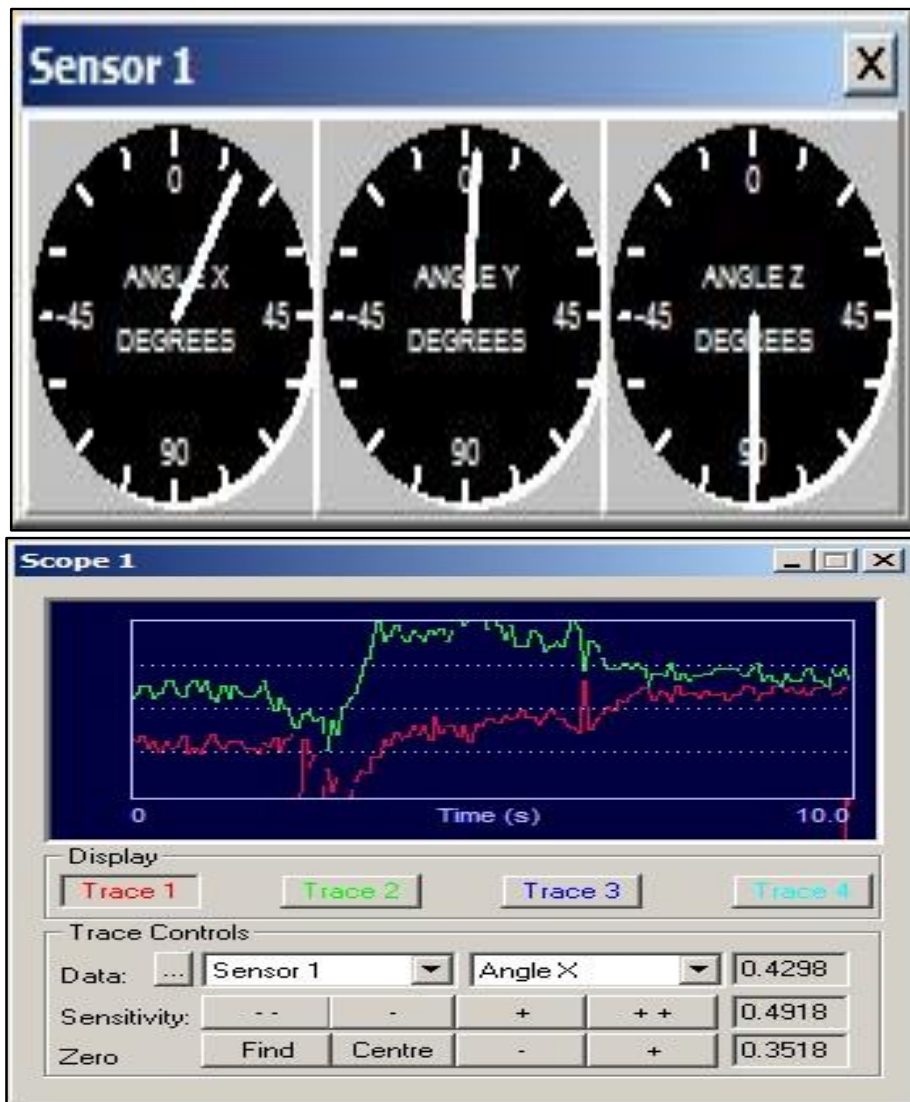 Sensor 1 X
0 0 0
ANGLE X ANGLE Y ANGLE Z
-45 45 -45 45 -45 45
DEGREES DEGREES DEGREES
90 90 90
Scope 1
0 Time (s) 10.0
Display
Trace 1 Trace 2 Trace 3 Trace 4
Trace Controls
Data: ... Sensor 1 Angle X 0.4298
Sensitivity: - - - + + + 0.4918
Zero Find Centre - + 0.3518